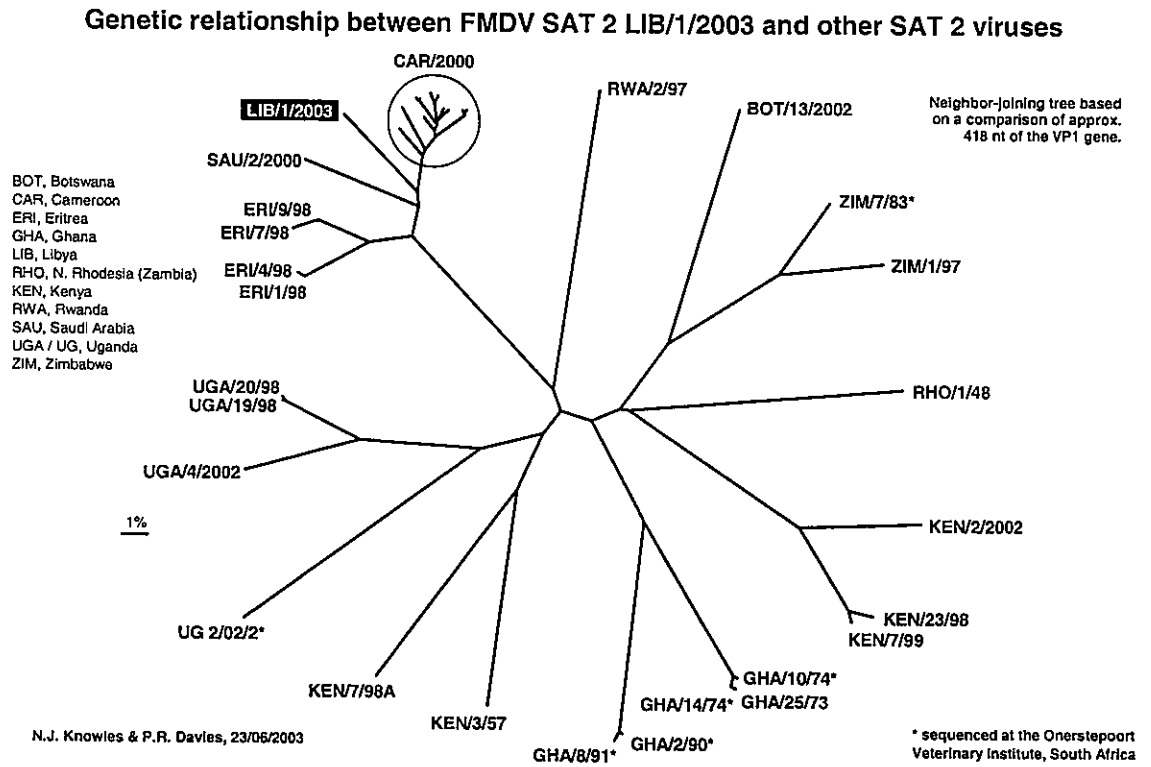 Genetic relationship between FMDV SAT 2 LIB/1/2003 and other SAT 2 viruses
CAR/2000
LIB/1/2003
RWA/2/97
BOT/13/2002
Neighbor-joining tree based
on a comparison of approx.
418 nt of the VP1 gene.
SAU/2/2000
BOT, Botswana
CAR, Cameroon
ERI, Eritrea
GHA, Ghana
LIB, Libya
RHO, N. Rhodesia (Zambia)
KEN, Kenya
RWA, Rwanda
SAU, Saudi Arabia
UGA / UG, Uganda
ZIM, Zimbabwe
ERI/9/98
ERI/7/98
ERI/4/98
ERI/1/98
ZIM/7/83*
ZIM/1/97
UGA/20/98
UGA/19/98
RHO/1/48
UGA/4/2002
1%
KEN/2/2002
UG 2/02/2*
KEN/23/98
KEN/7/99
KEN/7/98A
KEN/3/57
GHA/10/74*
GHA/14/74* GHA/25/73
GHA/2/90*
GHA/8/91*
N.J. Knowles & P.R. Davies, 23/06/2003
* sequenced at the Onerstepoort
Veterinary Institute, South Africa